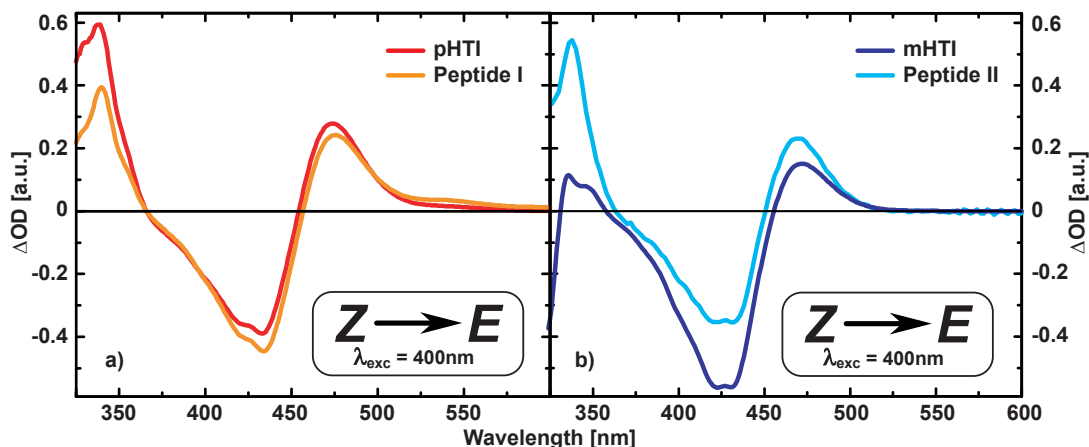 0.6
0.4
0.2
0
-0.2
-0.4
ΔOD [a.u.]
pHTI
Peptide I
Z → E
λexc = 400nm
a)
350 400 450 500 550
mHTI
Peptide II
Z → E
λexc = 400nm
b)
350 400 450 500 550 600
0.6
0.4
0.2
0
-0.2
-0.4
ΔOD [a.u.]
Wavelength [nm]